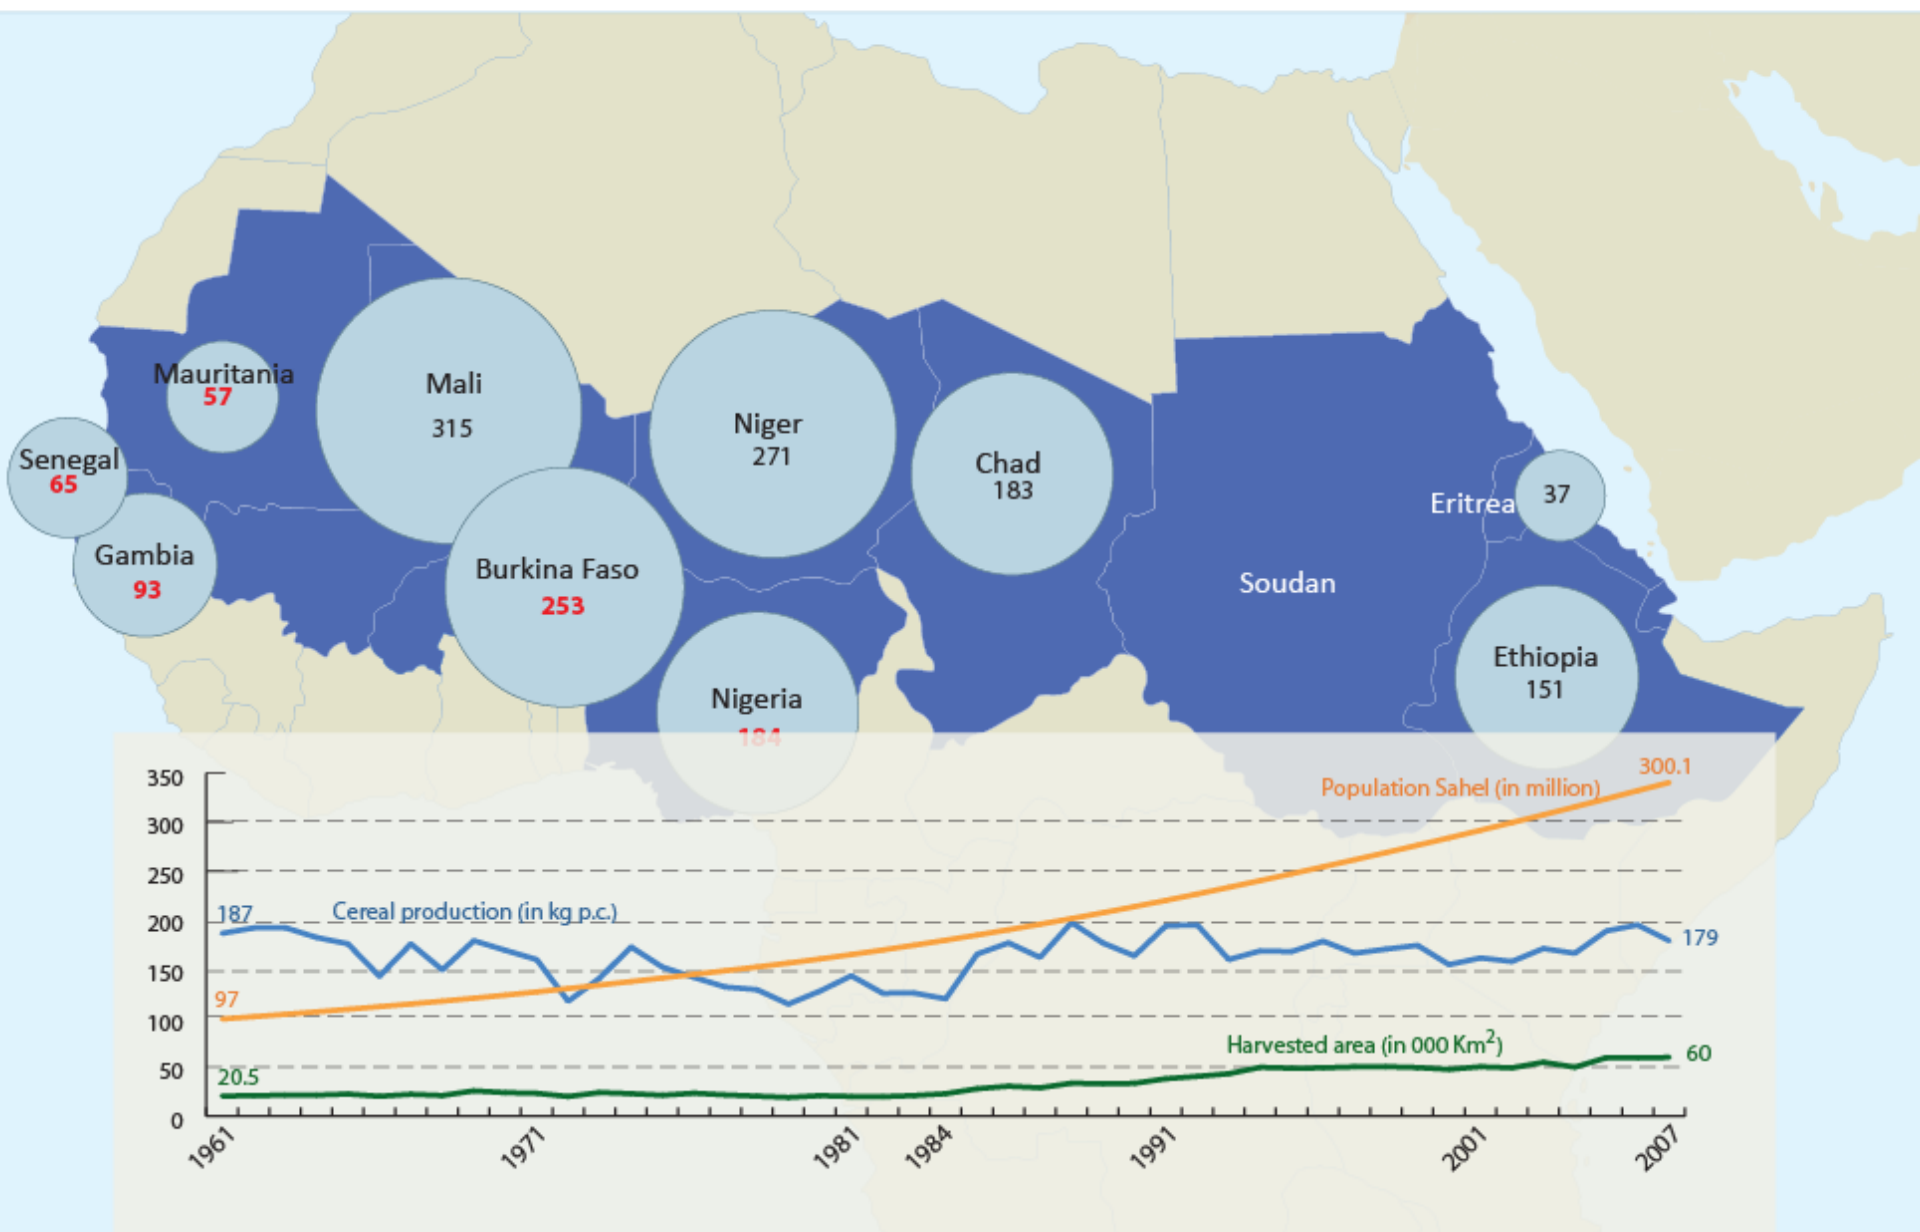 Mauritania
57
Mali
315
Niger
271
Chad
183
Senegal
65
Eritrea
37
Gambia
93
Burkina Faso
253
Soudan
Nigeria
184
Ethiopia
151
350
300
250
200
150
100
50
0
Population Sahel (in million)
300.1
187
Cereal production (in kg p.c.)
179
97
Harvested area (in 000 Km²)
60
20.5
1961
1971
1981
1984
1991
2001
2007